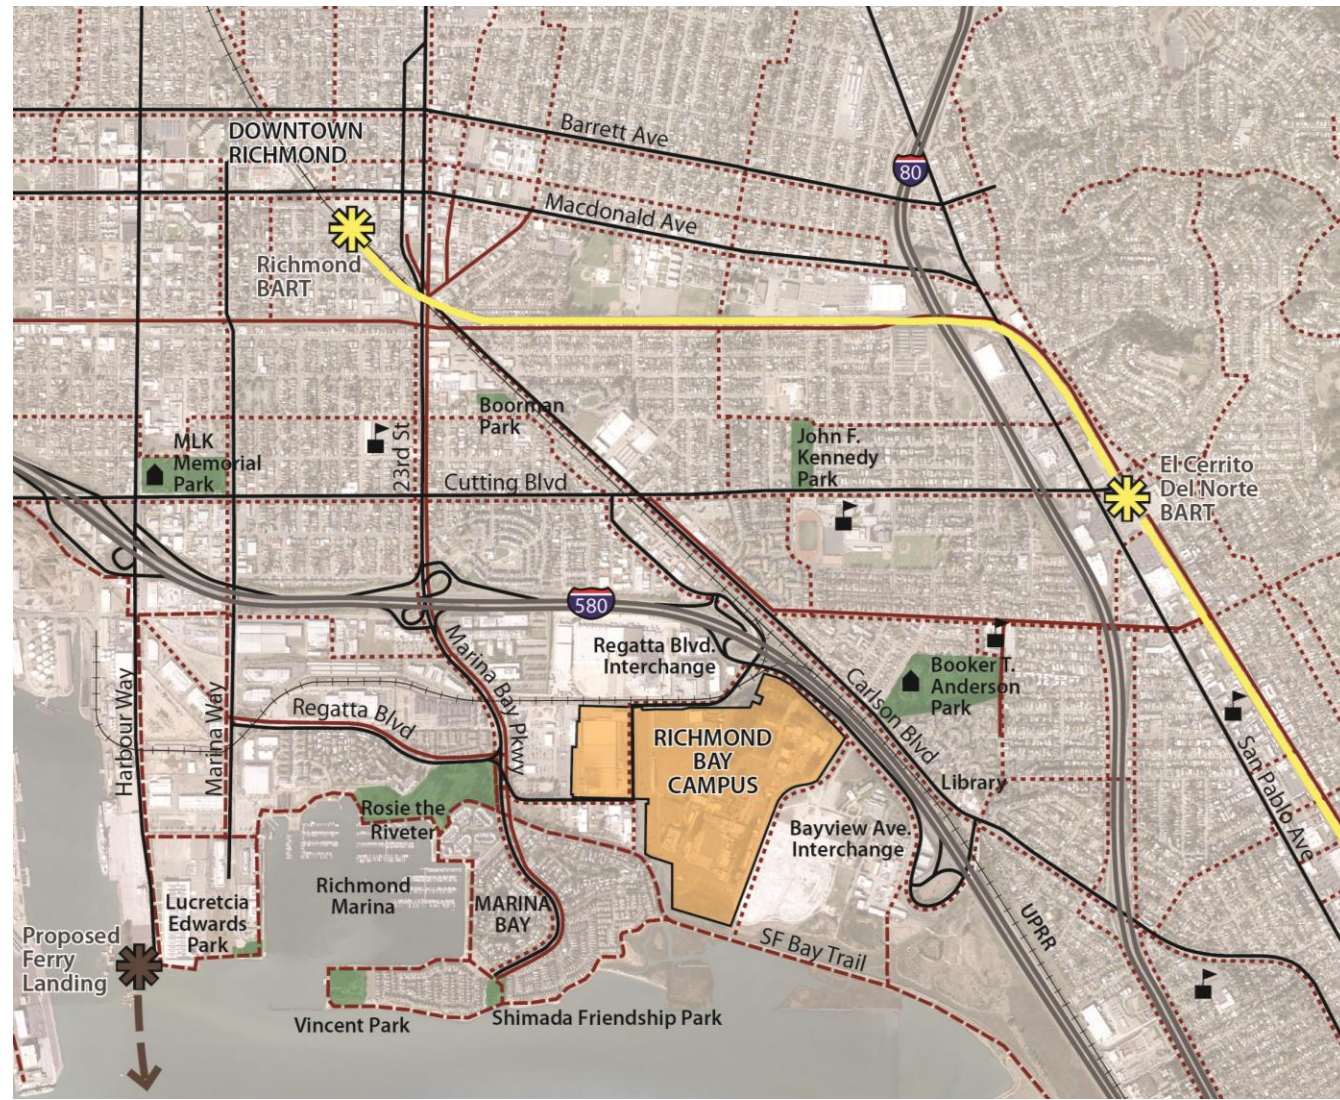 DOWNTOWN
RICHMOND
Barrett Ave
80
Macdonald Ave
Richmond
BART
Boorman
Park
23rd St
MLK
Memorial
Park
John F.
Kennedy
Park
El Cerrito
Del Norte
BART
Cutting Blvd
580
Regatta Blvd.
Interchange
Marina Bay Pkwy
Harbour Way
Marina Way
Regatta Blvd
RICHMOND
BAY
CAMPUS
Carlson Blvd
Booker T.
Anderson
Park
San Pablo Ave
Library
Rosie the
Riveter
Bayview Ave.
Interchange
Richmond
Marina
MARINA
BAY
Lucretcia
Edwards
Park
UPRR
SF Bay Trail
Proposed
Ferry
Landing
Vincent Park
Shimada Friendship Park